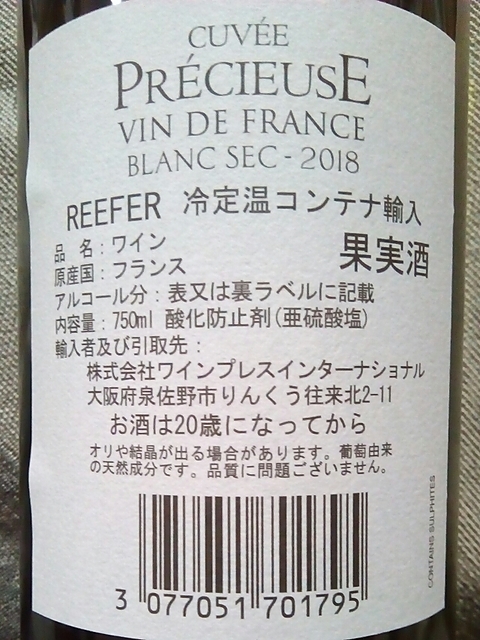 CUVÉE
PRÉCIEUSE
VIN DE FRANCE
BLANC SEC - 2018
REEFER 冷定温コンテナ輸入
品 名：ワイン
果実酒
原産国：フランス
アルコール分：表又は裏ラベルに記載
内容量：750ml 酸化防止剤(亜硫酸塩)
輸入者及び引取先：
株式会社ワインプレスインターナショナル
大阪府泉佐野市りんくう往来北2-11
お酒は20歳になってから
オリや結晶が出る場合があります。葡萄由来
の天然成分です。品質に問題ございません。
CONTAINS SULPHITES
3 077051 701795